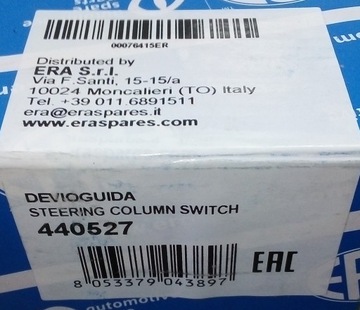 00076415ER
Distributed by
ERA S.r.l.
Via F.Santi, 15-15/a
10024 Moncalieri (TO) Italy
Tel. +39 011.6891511
era@eraspares.it
www.eraspares.com
DEVIOGUIDA
STEERING COLUMN SWITCH
440527
8 053379 043897
EAC
automotive